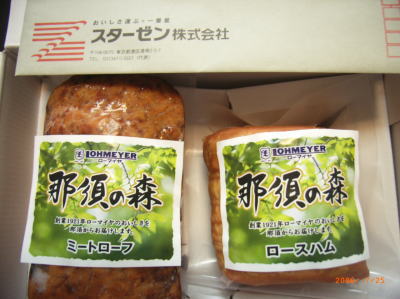 おいしさ運ぶ、一番星
スターゼン株式会社
LOHMEYER
ローマイヤ
那須の森
創業1921年ローマイヤのおいしさを
那須からお届けします。
ミートローフ
LOHMEYER
ローマイヤ
那須の森
創業1921年ローマイヤのおいしさを
那須からお届けします。
ロースハム